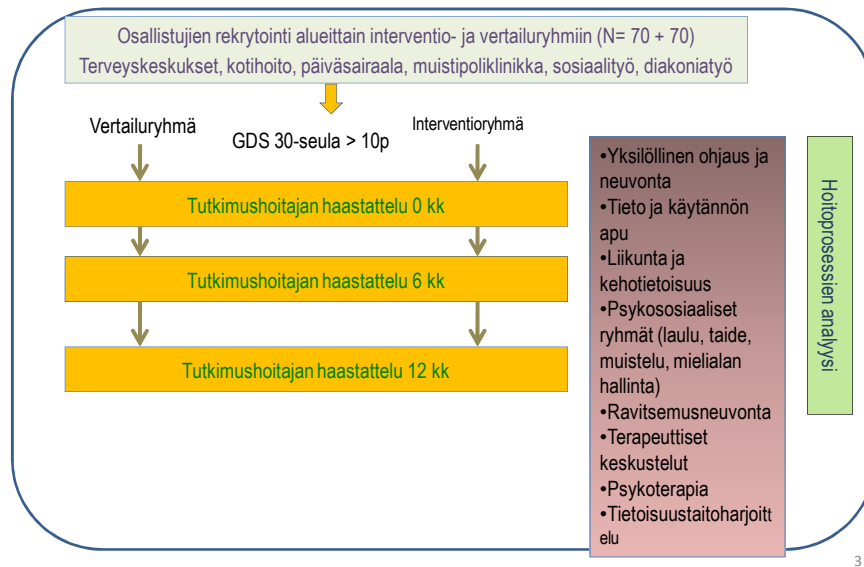 Osallistujien rekrytointi alueittain interventio- ja vertailuryhmiin (N= 70 + 70)
Terveyskeskukset, kotihoito, päiväsairaala, muistipoliklinikka, sosiaalityö, diakoniatyö
Vertailuryhmä
GDS 30-seula > 10p
Interventioryhmä
Tutkimushoitajan haastattelu 0 kk
Tutkimushoitajan haastattelu 6 kk
Tutkimushoitajan haastattelu 12 kk
•Yksilöllinen ohjaus ja
neuvonta
•Tieto ja käytännön
apu
•Liikunta ja
kehotietoisuus
•Psykososiaaliset
ryhmät (laulu, taide,
muistelu, mielialan
hallinta)
•Ravitsemusneuvonta
•Terapeuttiset
keskustelut
•Psykoterapia
•Tietoisuustaitoharjoitt
elu
Hoitoprosessien analyysi
3